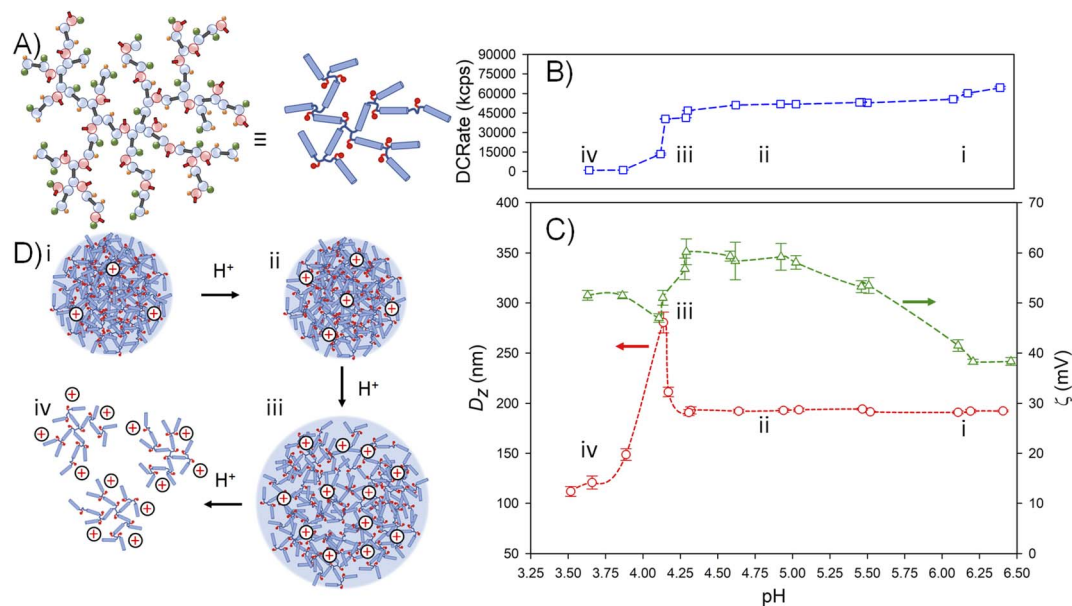 A)
≡
B)
DCRate (kcps)
90000
75000
60000
45000
30000
15000
0
iv
iii
ii
i
C)
D_Z (nm)
400
350
300
250
200
150
100
50
ζ (mV)
70
60
50
40
30
20
10
0
iii
iv
ii
i
3.25 3.50 3.75 4.00 4.25 4.50 4.75 5.00 5.25 5.50 5.75 6.00 6.25 6.50
pH
D) i
H+
ii
H+
iii
H+
iv
+